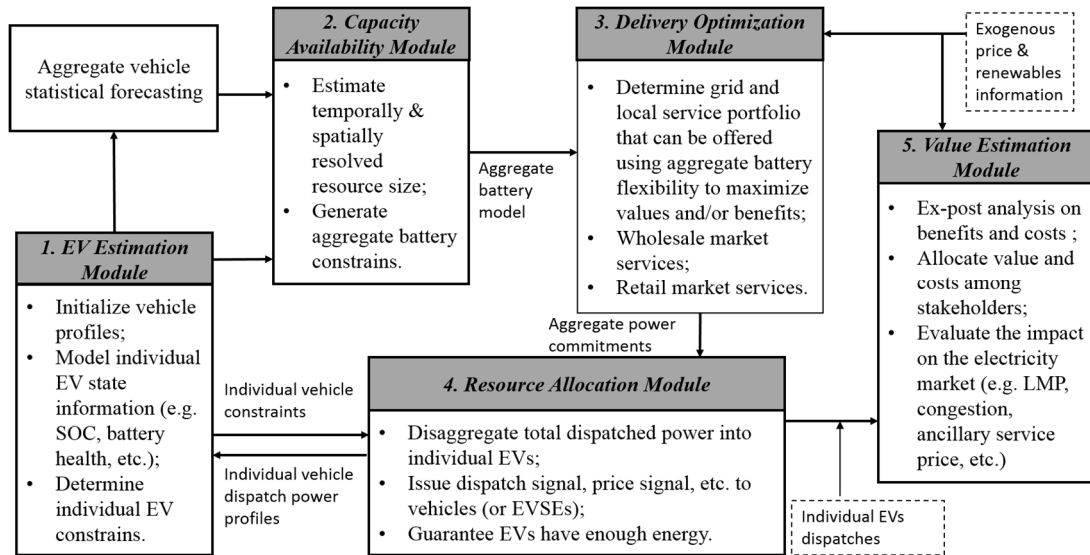 Aggregate vehicle
statistical forecasting
2. Capacity
Availability Module
• Estimate
temporally &
spatially
resolved
resource size;
• Generate
aggregate battery
constrains.
Aggregate
battery
model
3. Delivery Optimization
Module
• Determine grid and
local service portfolio
that can be offered
using aggregate battery
flexibility to maximize
values and/or benefits;
• Wholesale market
services;
• Retail market services.
Exogenous
price &
renewables
information
1. EV Estimation
Module
• Initialize vehicle
profiles;
• Model individual
EV state
information (e.g.
SOC, battery
health, etc.);
• Determine
individual EV
constrains.
Individual vehicle
constraints
Individual vehicle
dispatch power
profiles
Aggregate power
commitments
4. Resource Allocation Module
• Disaggregate total dispatched power into
individual EVs;
• Issue dispatch signal, price signal, etc. to
vehicles (or EVSEs);
• Guarantee EVs have enough energy.
5. Value Estimation
Module
• Ex-post analysis on
benefits and costs ;
• Allocate value and
costs among
stakeholders;
• Evaluate the impact
on the electricity
market (e.g. LMP,
congestion,
ancillary service
price, etc.)
Individual EVs
dispatches